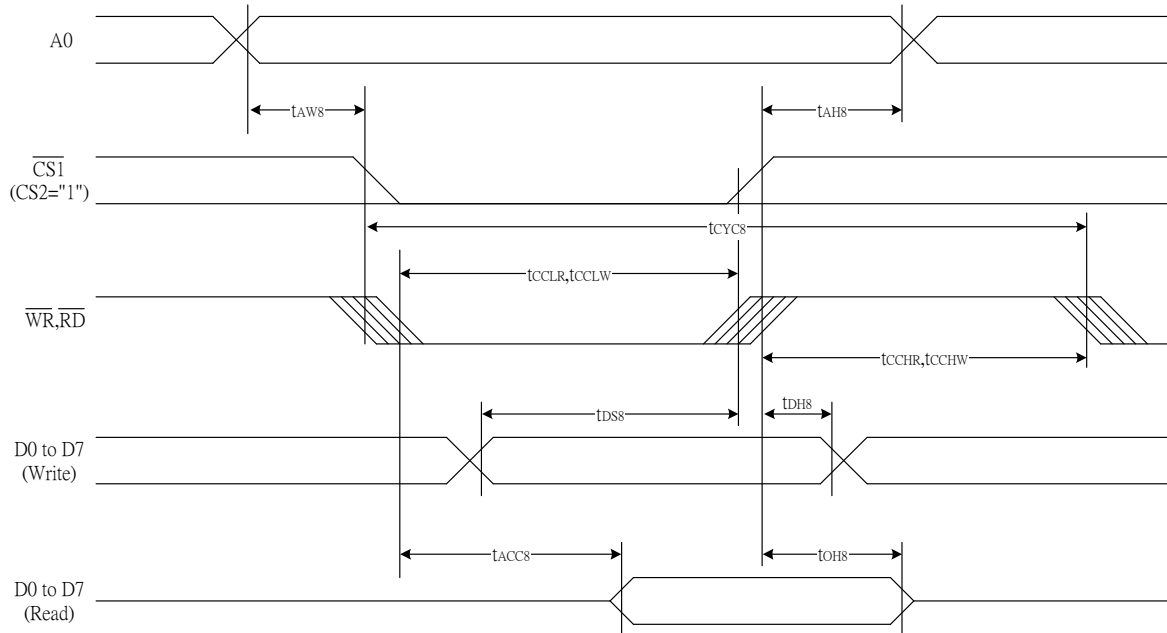 A0
tAW8
tAH8
CS1
(CS2="1")
tCYC8
tCCLR,tCCLW
WR,RD
tCCHR,tCCHW
tDS8
tDH8
D0 to D7
(Write)
tACC8
tOH8
D0 to D7
(Read)